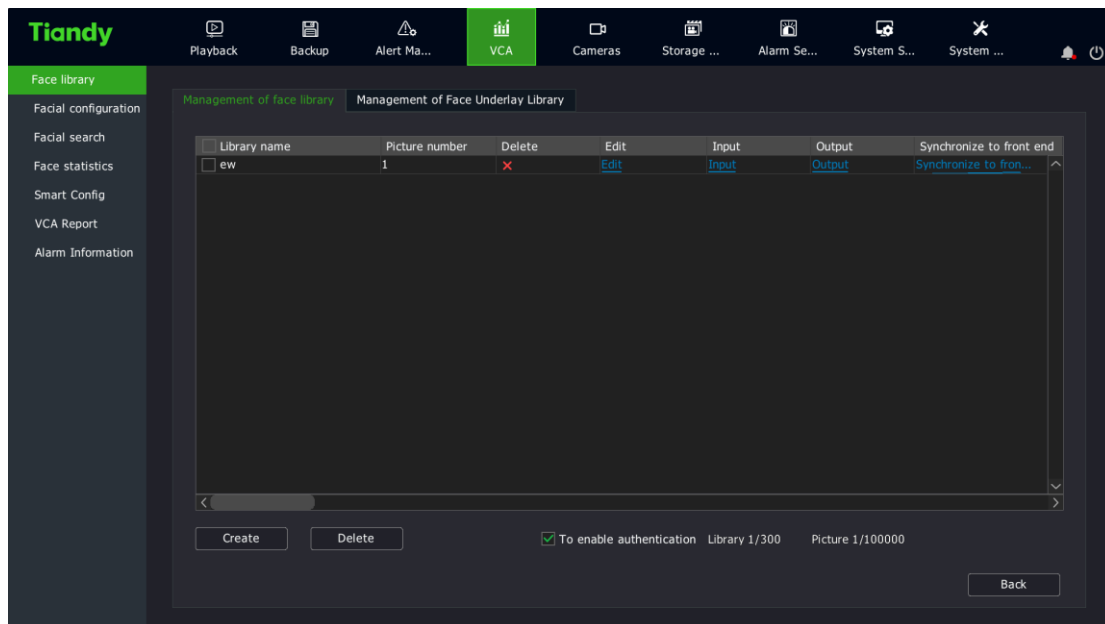 Tiandy
Playback Backup Alert Ma... VCA Cameras Storage ... Alarm Se... System S... System ...
Face library
Facial configuration
Facial search
Face statistics
Smart Config
VCA Report
Alarm Information
Management of face library Management of Face Underlay Library
Library name Picture number Delete Edit Input Output Synchronize to front end
ew 1 Edit Input Output Synchronize to fron...
Create Delete To enable authentication Library 1/300 Picture 1/100000
Back